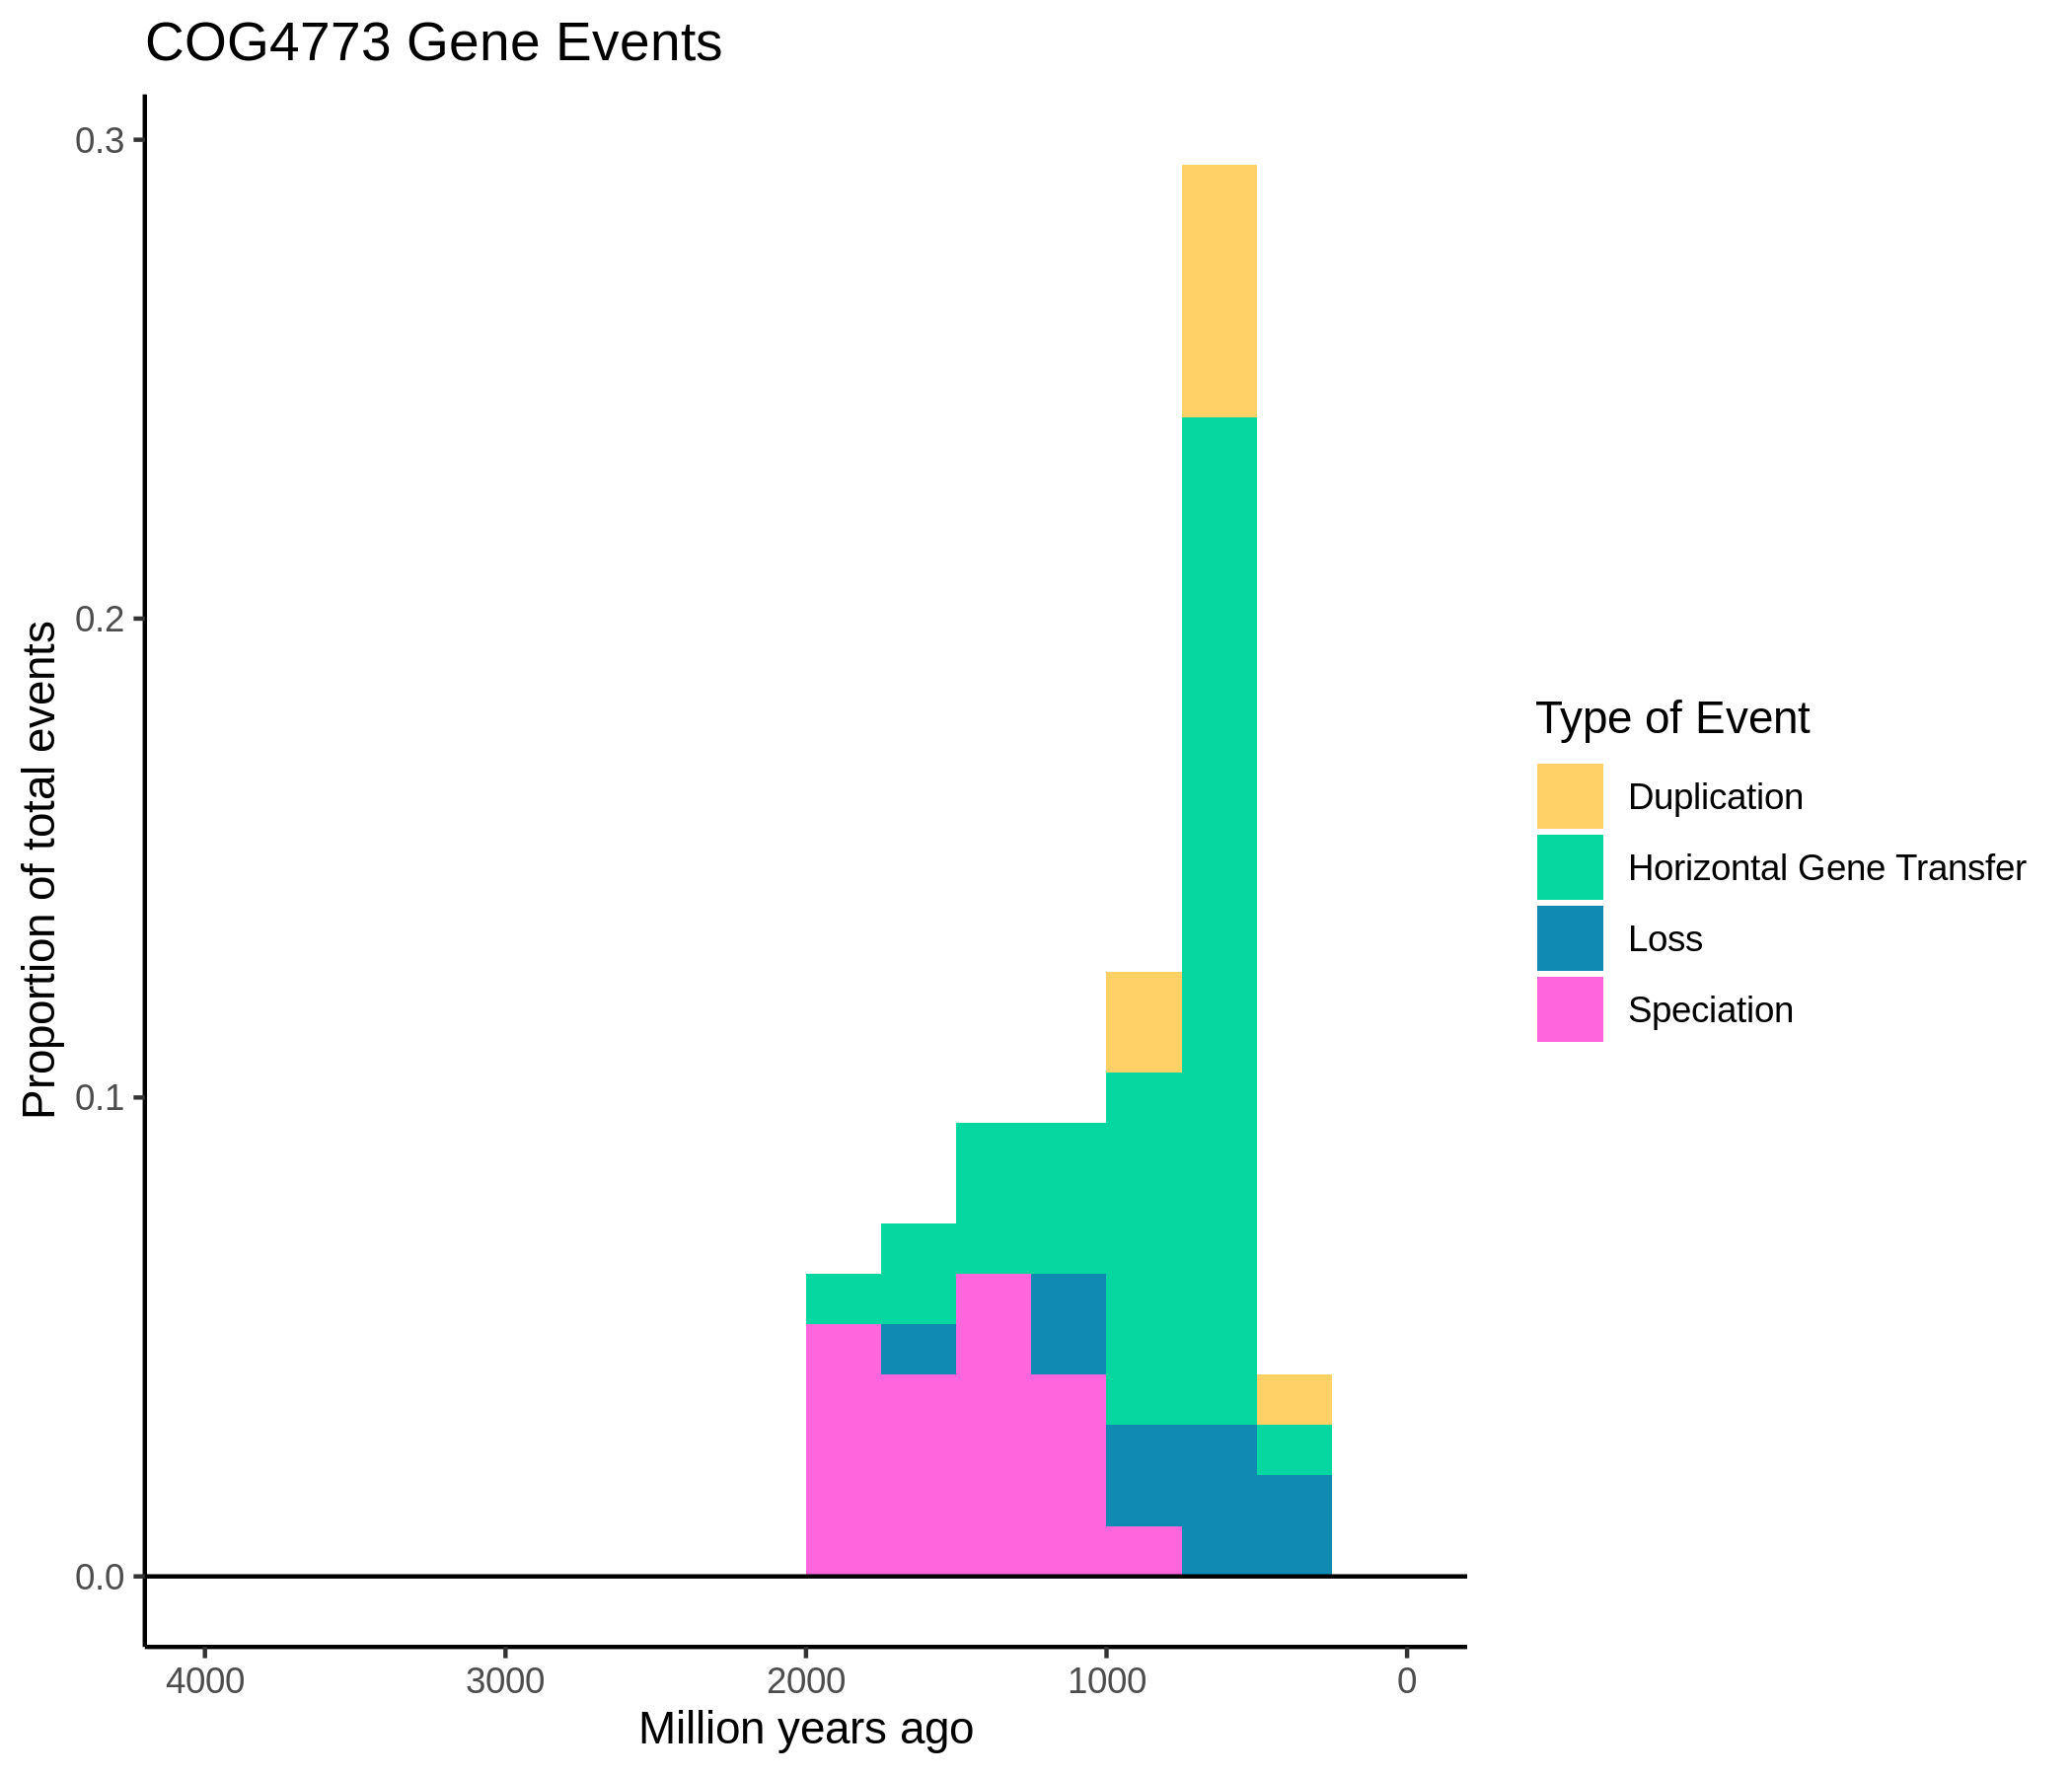 COG4773 Gene Events
0.3
0.2
0.1
0.0
Proportion of total events
4000 3000 2000 1000 0
Million years ago
Type of Event
Duplication
Horizontal Gene Transfer
Loss
Speciation